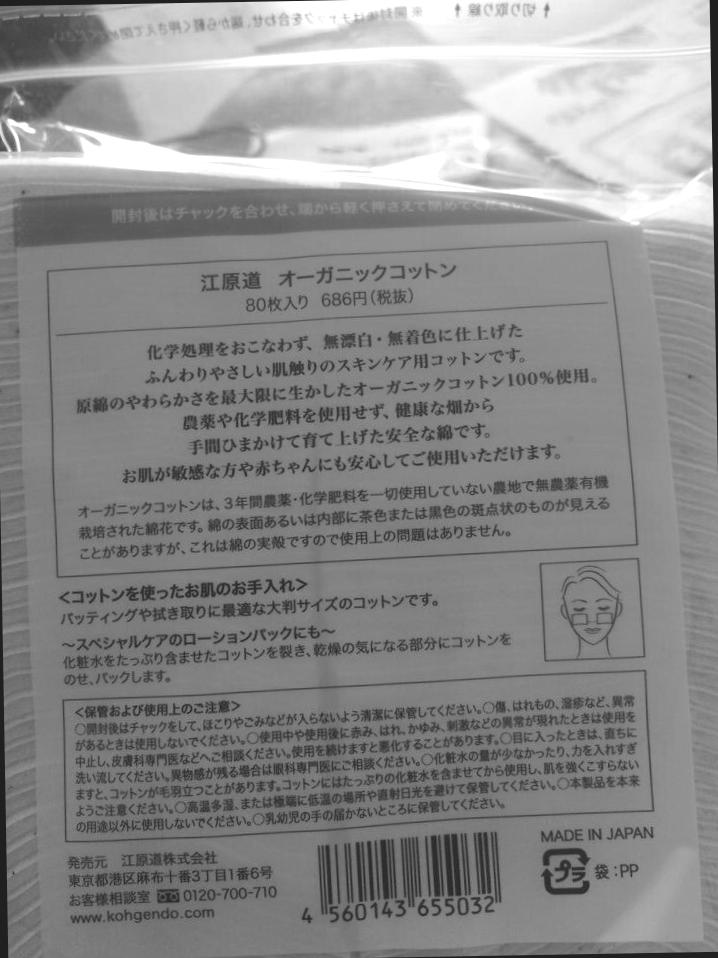 ↑切り取り線↑
開封後はチャックを合わせ、端から軽く押さえて閉めてください。
江原道 オーガニックコットン
80枚入り 686円(税抜)
化学処理をおこなわず、無漂白・無着色に仕上げた
ふんわりやさしい肌触りのスキンケア用コットンです。
原綿のやわらかさを最大限に生かしたオーガニックコットン100%使用。
農薬や化学肥料を使用せず、健康な畑から
手間ひまかけて育て上げた安全な綿です。
お肌が敏感な方や赤ちゃんにも安心してご使用いただけます。
オーガニックコットンは、3年間農薬・化学肥料を一切使用していない農地で無農薬有機
栽培された綿花です。綿の表面あるいは内部に茶色または黒色の斑点状のものが見える
ことがありますが、これは綿の実殻ですので使用上の問題はありません。
<コットンを使ったお肌のお手入れ>
パッティングや拭き取りに最適な大判サイズのコットンです。
~スペシャルケアのローションパックにも~
化粧水をたっぷり含ませたコットンを裂き、乾燥の気になる部分にコットンを
のせ、パックします。
<保管および使用上のご注意>
○開封後はチャックをして、ほこりやごみなどが入らないよう清潔に保管してください。○傷、はれもの、湿疹など、異常
があるときは使用しないでください。○使用中や使用後に赤み、はれ、かゆみ、刺激などの異常が現れたときは使用を
中止し、皮膚科専門医などへご相談ください。使用を続けますと悪化することがあります。○目に入ったときは、直ちに
洗い流してください。異物感が残る場合は眼科専門医にご相談ください。○化粧水の量が少なかったり、力を入れすぎ
ますと、コットンが毛羽立つことがあります。コットンにはたっぷりの化粧水を含ませてから使用し、肌を強くこすらない
ようご注意ください。○高温多湿、または極端に低温の場所や直射日光を避けて保管してください。○本製品を本来
の用途以外に使用しないでください。○乳幼児の手の届かないところに保管してください。
発売元 江原道株式会社
東京都港区麻布十番3丁目1番6号
お客様相談室 0120-700-710
www.kohgendo.com
4 560143 655032
MADE IN JAPAN
プラ 袋:PP